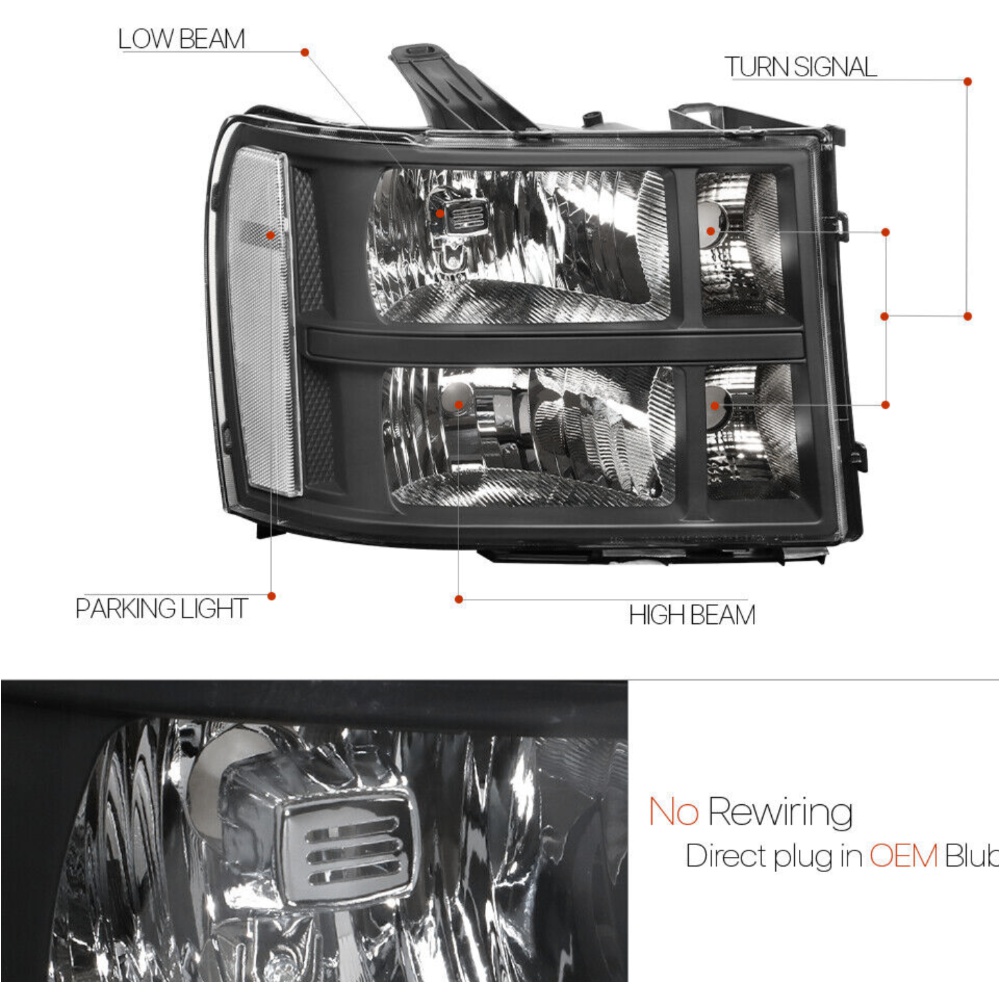 LOW BEAM
TURN SIGNAL
PARKING LIGHT
HIGH BEAM
No Rewiring
Direct plug in OEM Blub